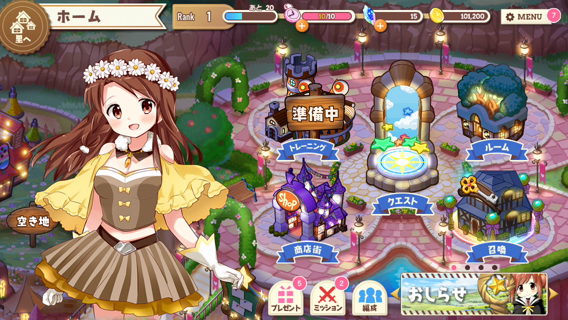 里へ
ホーム
Rank 1
あと 20
10/10
15
101,200
MENU
7
準備中
トレーニング
ルーム
クエスト
空き地
SHOP
商店街
召喚
5
プレゼント
2
ミッション
編成
おしらせ